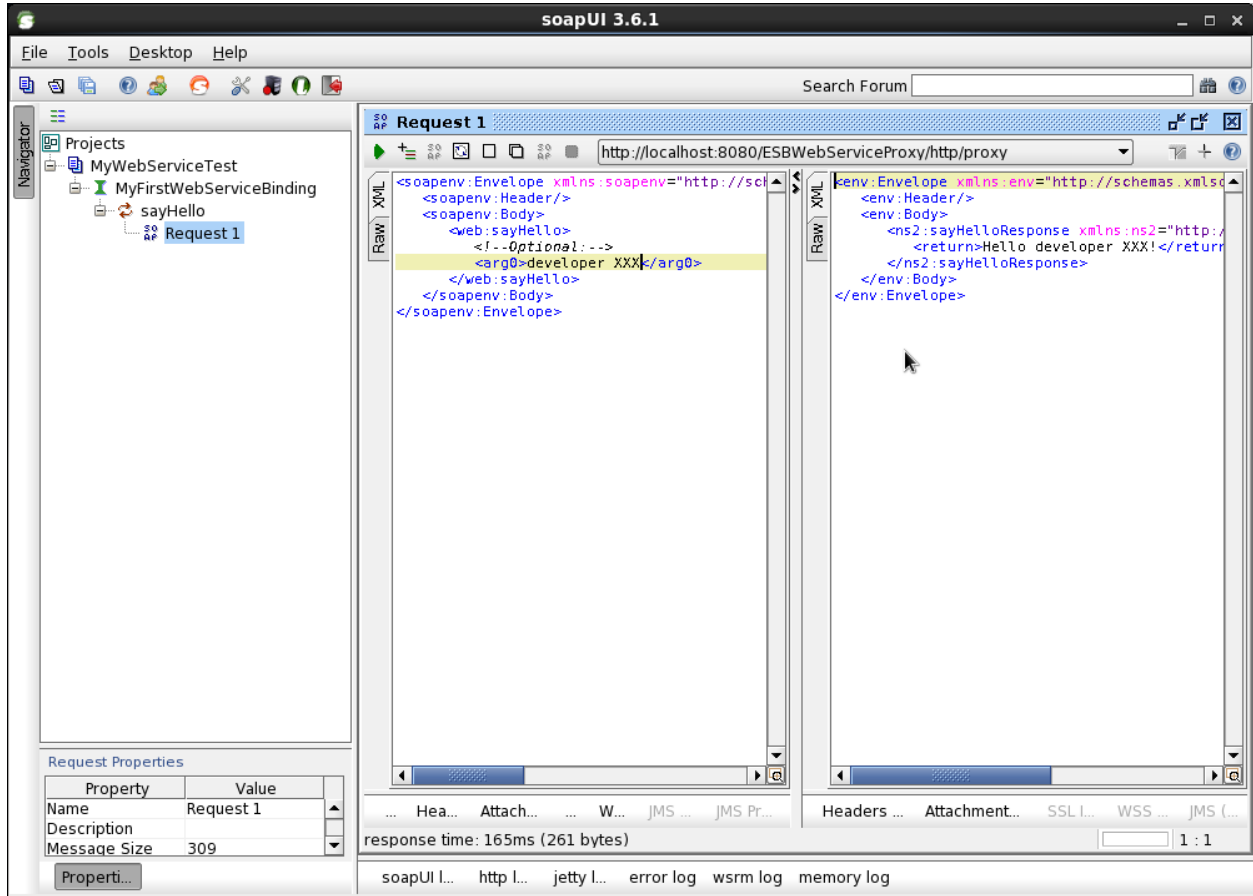 soapUI 3.6.1
File Tools Desktop Help
Search Forum
Navigator
Projects
MyWebServiceTest
MyFirstWebServiceBinding
sayHello
SO AP Request 1
Request Properties
Property Value
Name Request 1
Description
Message Size 309
Properti...
SO AP Request 1
http://localhost:8080/ESBWebServiceProxy/http/proxy
XML
Raw
<soapenv:Envelope xmlns:soapenv="http://sch
<soapenv:Header/>
<soapenv:Body>
<web:sayHello>
<!--Optional:-->
<arg0>developer XXX</arg0>
</web:sayHello>
</soapenv:Body>
</soapenv:Envelope>
XML
Raw
<env:Envelope xmlns:env="http://schemas.xmlso
<env:Header/>
<env:Body>
<ns2:sayHelloResponse xmlns:ns2="http:/
<return>Hello developer XXX!</return
</ns2:sayHelloResponse>
</env:Body>
</env:Envelope>
... Hea... Attach... ... W... JMS ... JMS Pr...
Headers ... Attachment... SSL I... WSS ... JMS (...
response time: 165ms (261 bytes)
1 : 1
soapUI l... http l... jetty l... error log wsrm log memory log